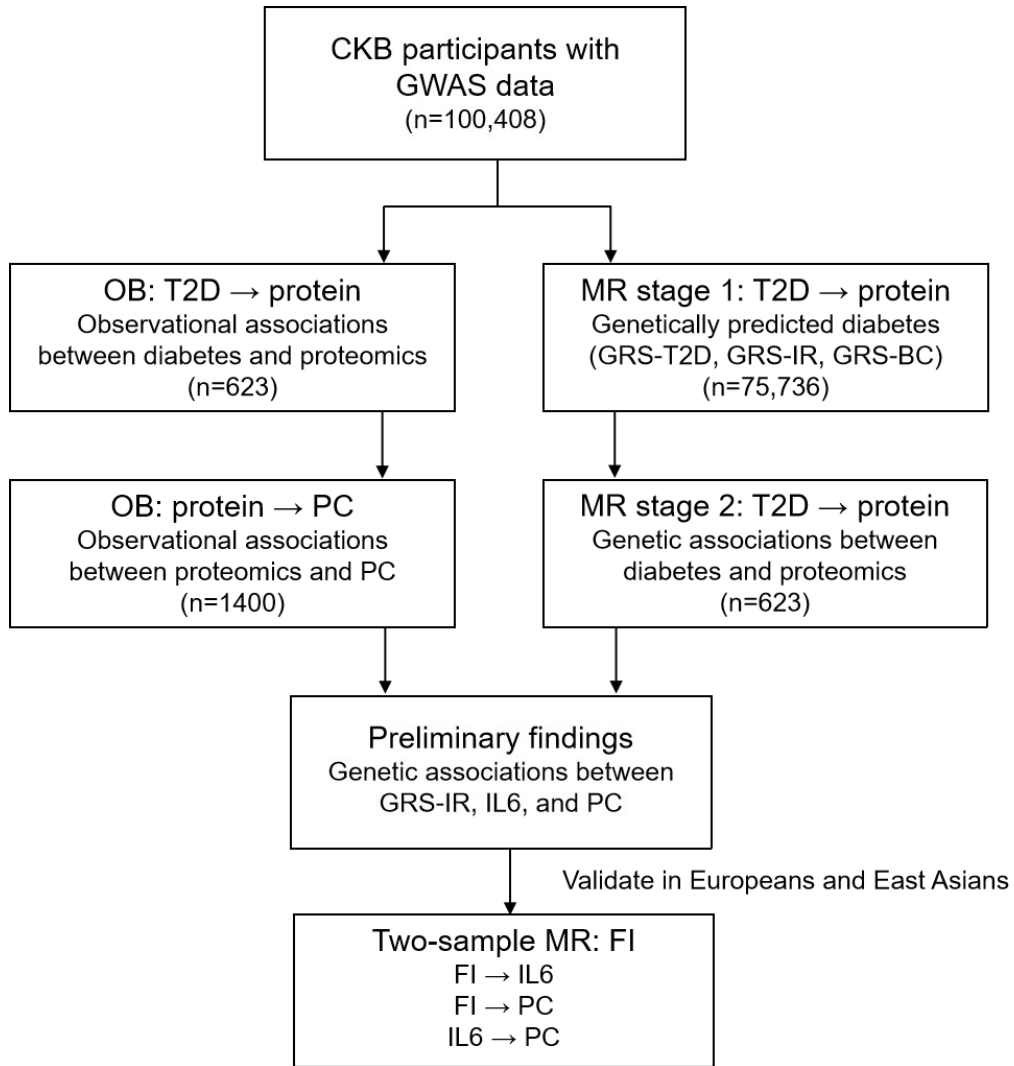 CKB participants with
GWAS data
(n=100,408)
OB: T2D → protein
Observational associations
between diabetes and proteomics
(n=623)
MR stage 1: T2D → protein
Genetically predicted diabetes
(GRS-T2D, GRS-IR, GRS-BC)
(n=75,736)
OB: protein → PC
Observational associations
between proteomics and PC
(n=1400)
MR stage 2: T2D → protein
Genetic associations between
diabetes and proteomics
(n=623)
Preliminary findings
Genetic associations between
GRS-IR, IL6, and PC
Validate in Europeans and East Asians
Two-sample MR: FI
FI → IL6
FI → PC
IL6 → PC